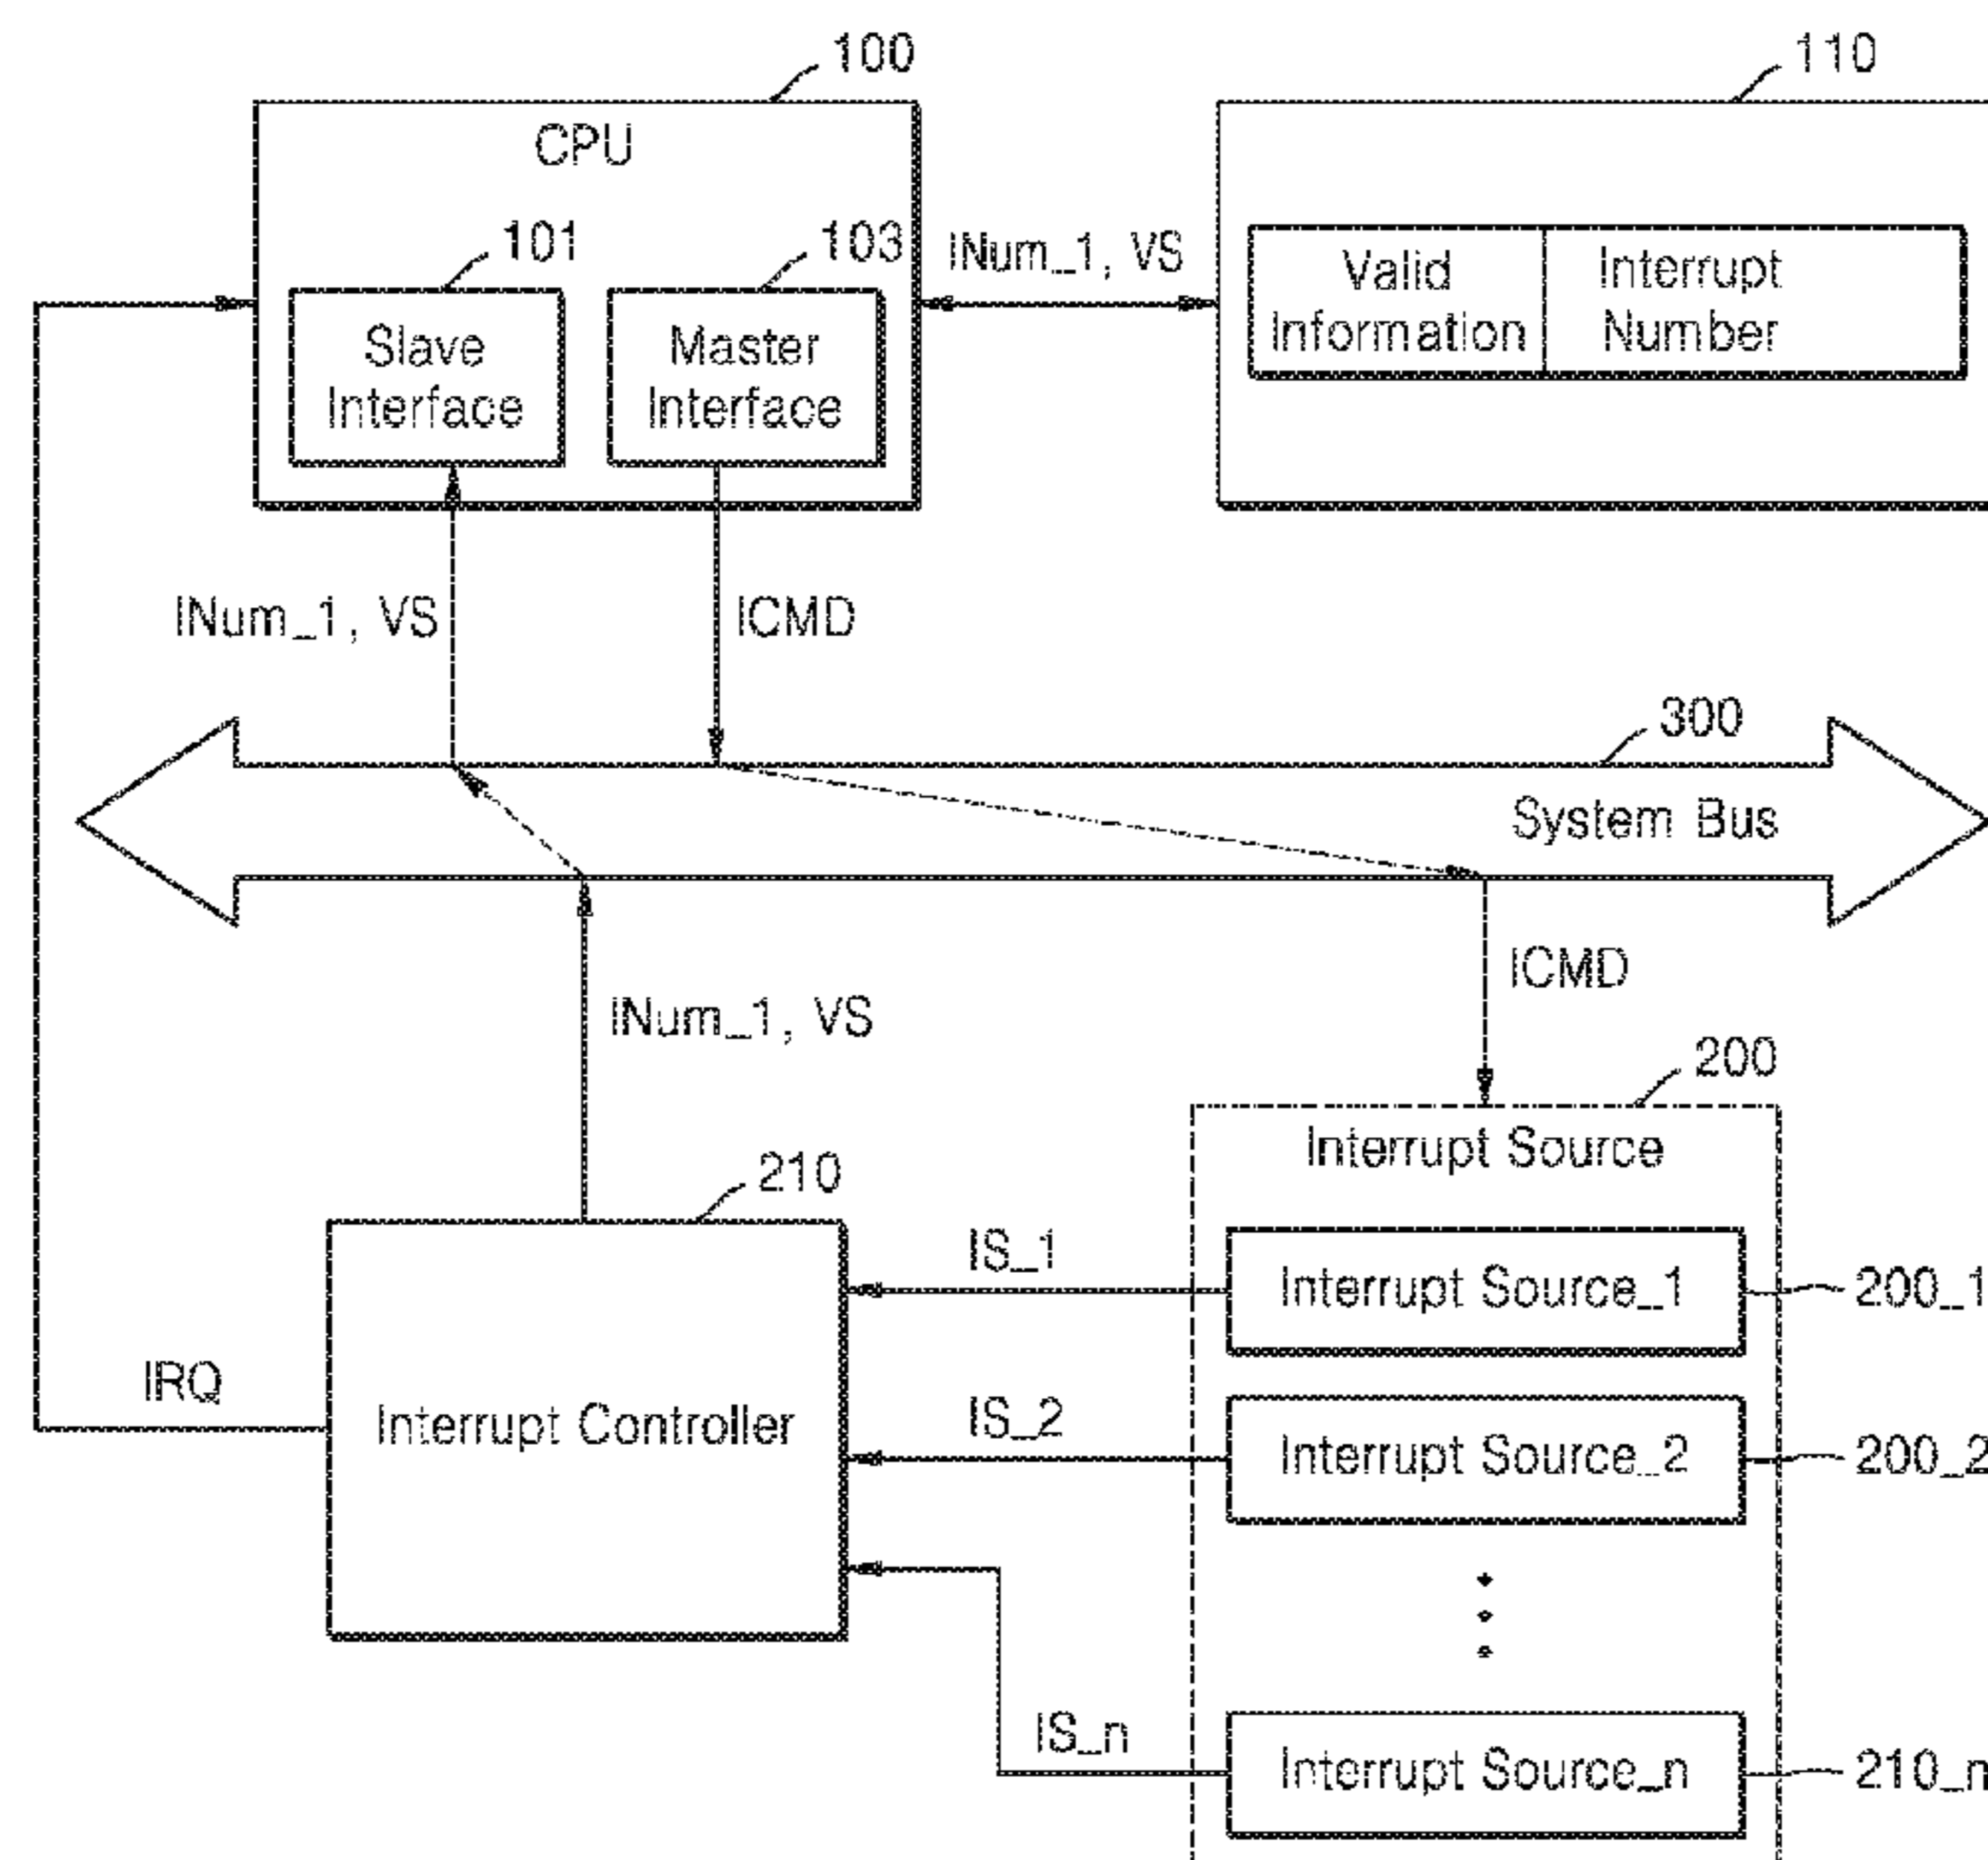 100
110
CPU
101
103
INum_1, VS
Valid
Information
Interrupt
Number
Slave
Interface
Master
Interface
INum_1, VS
ICMD
300
System Bus
ICMD
INum_1, VS
200
Interrupt Source
210
IS_1
Interrupt Source_1
200_1
IRQ
Interrupt Controller
IS_2
Interrupt Source_2
200_2
IS_n
Interrupt Source_n
210_n